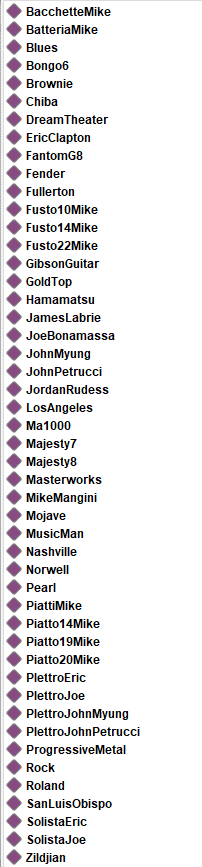 BacchetteMike
BatteriaMike
Blues
Bongo6
Brownie
Chiba
DreamTheater
EricClapton
FantomG8
Fender
Fullerton
Fusto10Mike
Fusto14Mike
Fusto22Mike
GibsonGuitar
GoldTop
Hamamatsu
JamesLabrie
JoeBonamassa
JohnMyung
JohnPetrucci
JordanRudess
LosAngeles
Ma1000
Majesty7
Majesty8
Masterworks
MikeMangini
Mojave
MusicMan
Nashville
Norwell
Pearl
PiattiMike
Piatto14Mike
Piatto19Mike
Piatto20Mike
PlettroEric
PlettroJoe
PlettroJohnMyung
PlettroJohnPetrucci
ProgressiveMetal
Rock
Roland
SanLuisObispo
SolistaEric
SolistaJoe
Zildjian